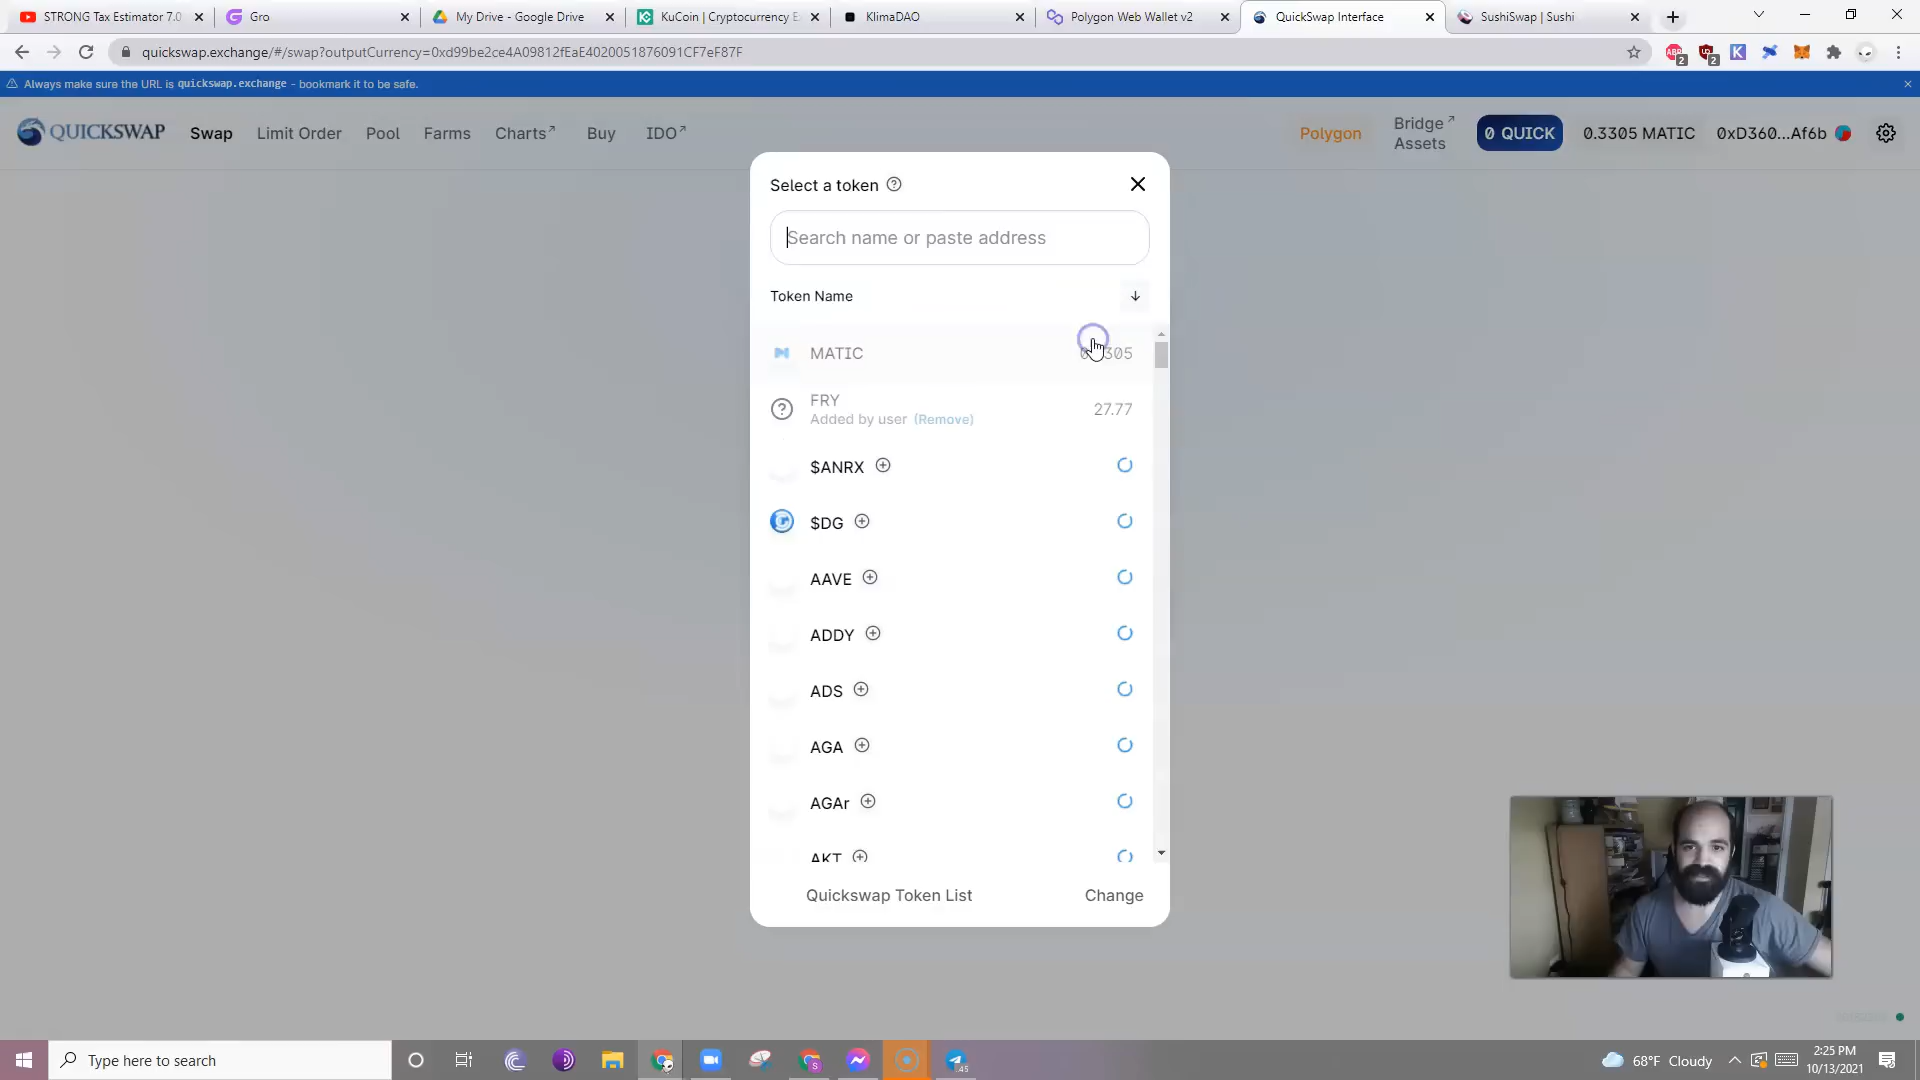 STRONG Tax Estimator 7.0
Gro
My Drive - Google Drive
KuCoin | Cryptocurrency E
KlimaDAO
Polygon Web Wallet v2
QuickSwap Interface
SushiSwap | Sushi
quickswap.exchange/#/swap?outputCurrency=0xd99be2ce4A09812fEaE4020051876091CF7eF87F
Always make sure the URL is quickswap.exchange - bookmark it to be safe.
QUICKSWAP
Swap
Limit Order
Pool
Farms
Charts↗
Buy
IDO↗
Polygon
Bridge↗
Assets
0 QUICK
0.3305 MATIC
0xD360...Af6b
Select a token
Search name or paste address
Token Name
MATIC
FRY
27.77
Added by user (Remove)
$ANRX
$DG
AAVE
ADDY
ADS
AGA
AGAr
AKT
Quickswap Token List
Change
Type here to search
68°F Cloudy
2:25 PM
10/13/2021